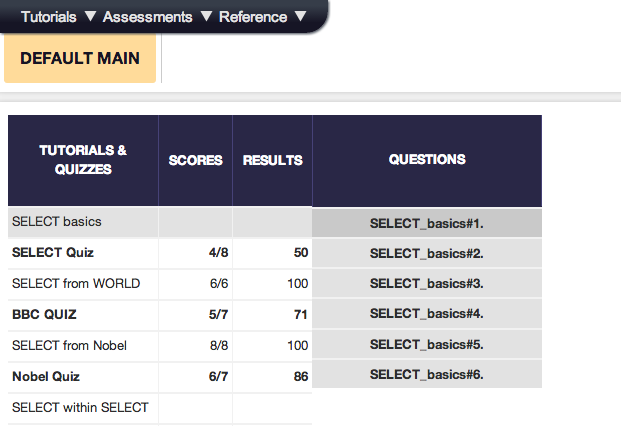 Tutorials ▼ Assessments ▼ Reference ▼
DEFAULT MAIN
TUTORIALS &
QUIZZES
SCORES RESULTS QUESTIONS
SELECT basics SELECT_basics#1.
SELECT Quiz 4/8 50 SELECT_basics#2.
SELECT from WORLD 6/6 100 SELECT_basics#3.
BBC QUIZ 5/7 71 SELECT_basics#4.
SELECT from Nobel 8/8 100 SELECT_basics#5.
Nobel Quiz 6/7 86 SELECT_basics#6.
SELECT within SELECT